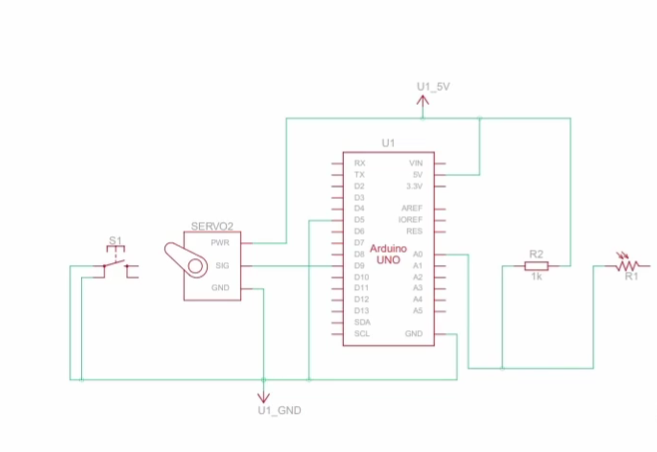 U1_5V
U1
RX
TX
D2
D3
D4
D5
D6
D7
D8
D9
D10
D11
D12
D13
SDA
SCL
VIN
5V
3.3V
AREF
IOREF
RES
A0
A1
A2
A3
A4
A5
GND
Arduino
UNO
SERVO2
PWR
SIG
GND
S1
R2
1k
R1
U1_GND